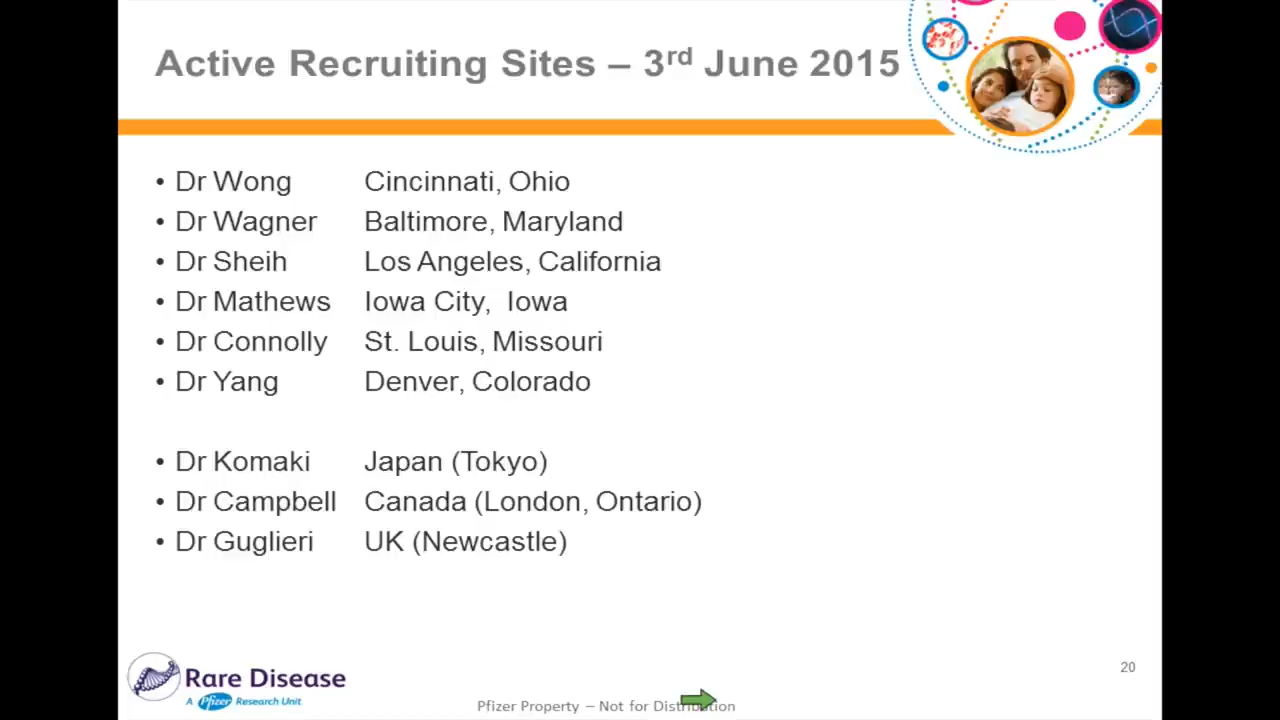 Active Recruiting Sites – 3rd June 2015
• Dr Wong Cincinnati, Ohio
• Dr Wagner Baltimore, Maryland
• Dr Sheih Los Angeles, California
• Dr Mathews Iowa City, Iowa
• Dr Connolly St. Louis, Missouri
• Dr Yang Denver, Colorado
• Dr Komaki Japan (Tokyo)
• Dr Campbell Canada (London, Ontario)
• Dr Guglieri UK (Newcastle)
Rare Disease
A Pfizer Research Unit
Pfizer Property – Not for Distribution
20